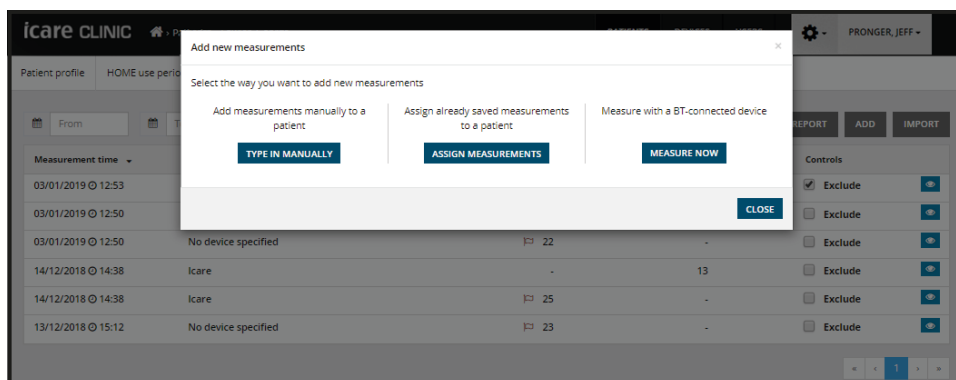 icare CLINIC
PRONGER, JEFF
Add new measurements
×
Patient profile HOME use perio
Select the way you want to add new measurements
Add measurements manually to a
patient
Assign already saved measurements
to a patient
Measure with a BT-connected device
TYPE IN MANUALLY
ASSIGN MEASUREMENTS
MEASURE NOW
CLOSE
From
T
REPORT ADD IMPORT
Measurement time Controls
03/01/2019 12:53 Exclude
03/01/2019 12:50 Exclude
03/01/2019 12:50 No device specified 22 - Exclude
14/12/2018 14:38 Icare - 13 Exclude
14/12/2018 14:38 Icare 25 - Exclude
13/12/2018 15:12 No device specified 23 - Exclude
« ‹ 1 › »